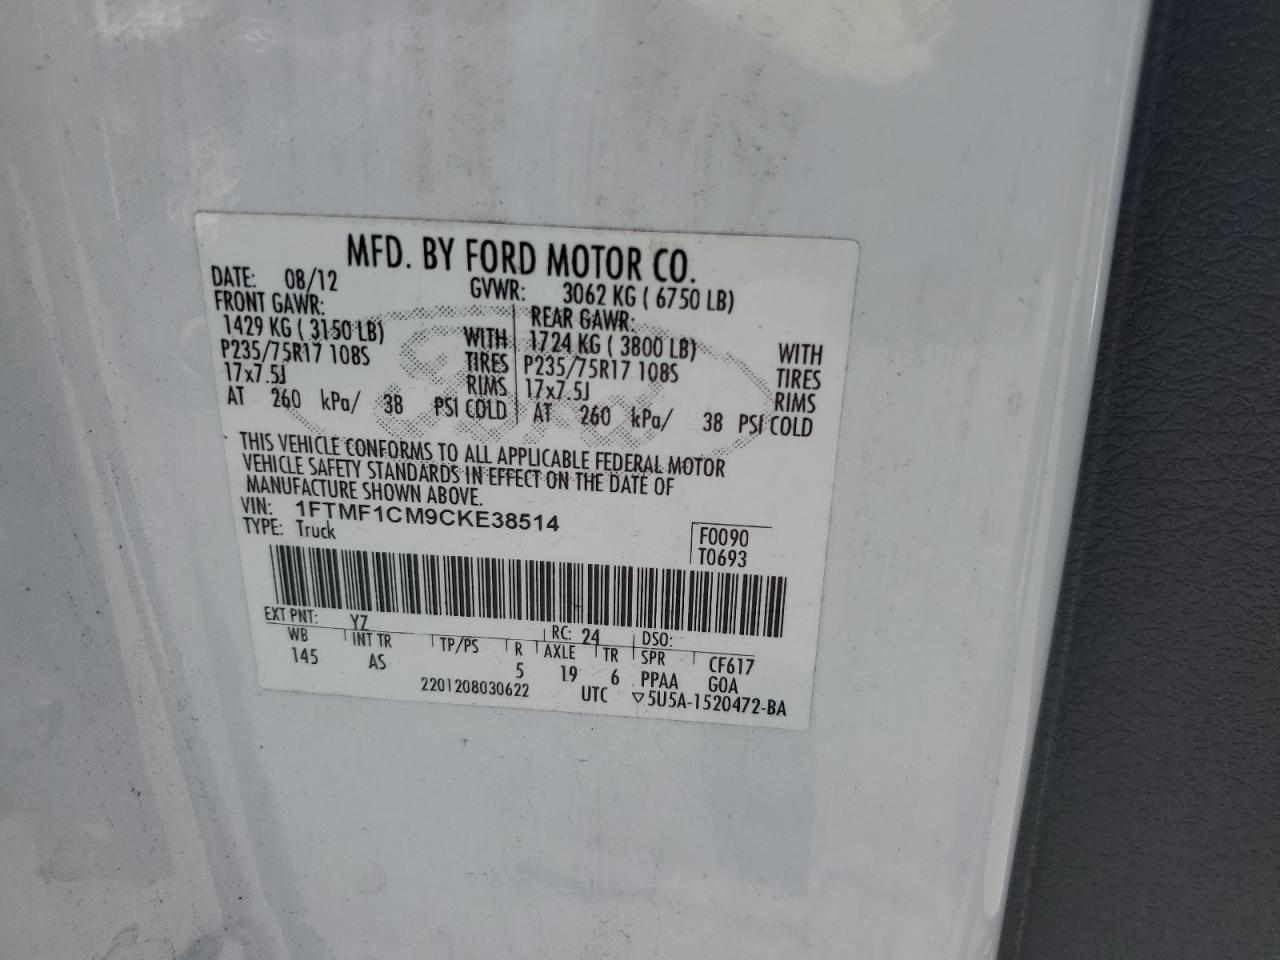 MFD. BY FORD MOTOR CO.
DATE: 08/12 GVWR: 3062 KG ( 6750 LB)
FRONT GAWR: REAR GAWR:
1429 KG ( 3150 LB) WITH 1724 KG ( 3800 LB) WITH
P235/75R17 108S TIRES P235/75R17 108S TIRES
17x7.5J RIMS 17x7.5J RIMS
AT 260 kPa/ 38 PSI COLD AT 260 kPa/ 38 PSI COLD
Ford
THIS VEHICLE CONFORMS TO ALL APPLICABLE FEDERAL MOTOR
VEHICLE SAFETY STANDARDS IN EFFECT ON THE DATE OF
MANUFACTURE SHOWN ABOVE.
VIN: 1FTMF1CM9CKE38514
TYPE: Truck
F0090
T0693
EXT PNT: YZ RC: 24 DSO:
WB INT TR TP/PS R AXLE TR SPR CF617
145 AS 5 19 6 PPAA GOA
2201208030622 UTC ▽5U5A-1520472-BA